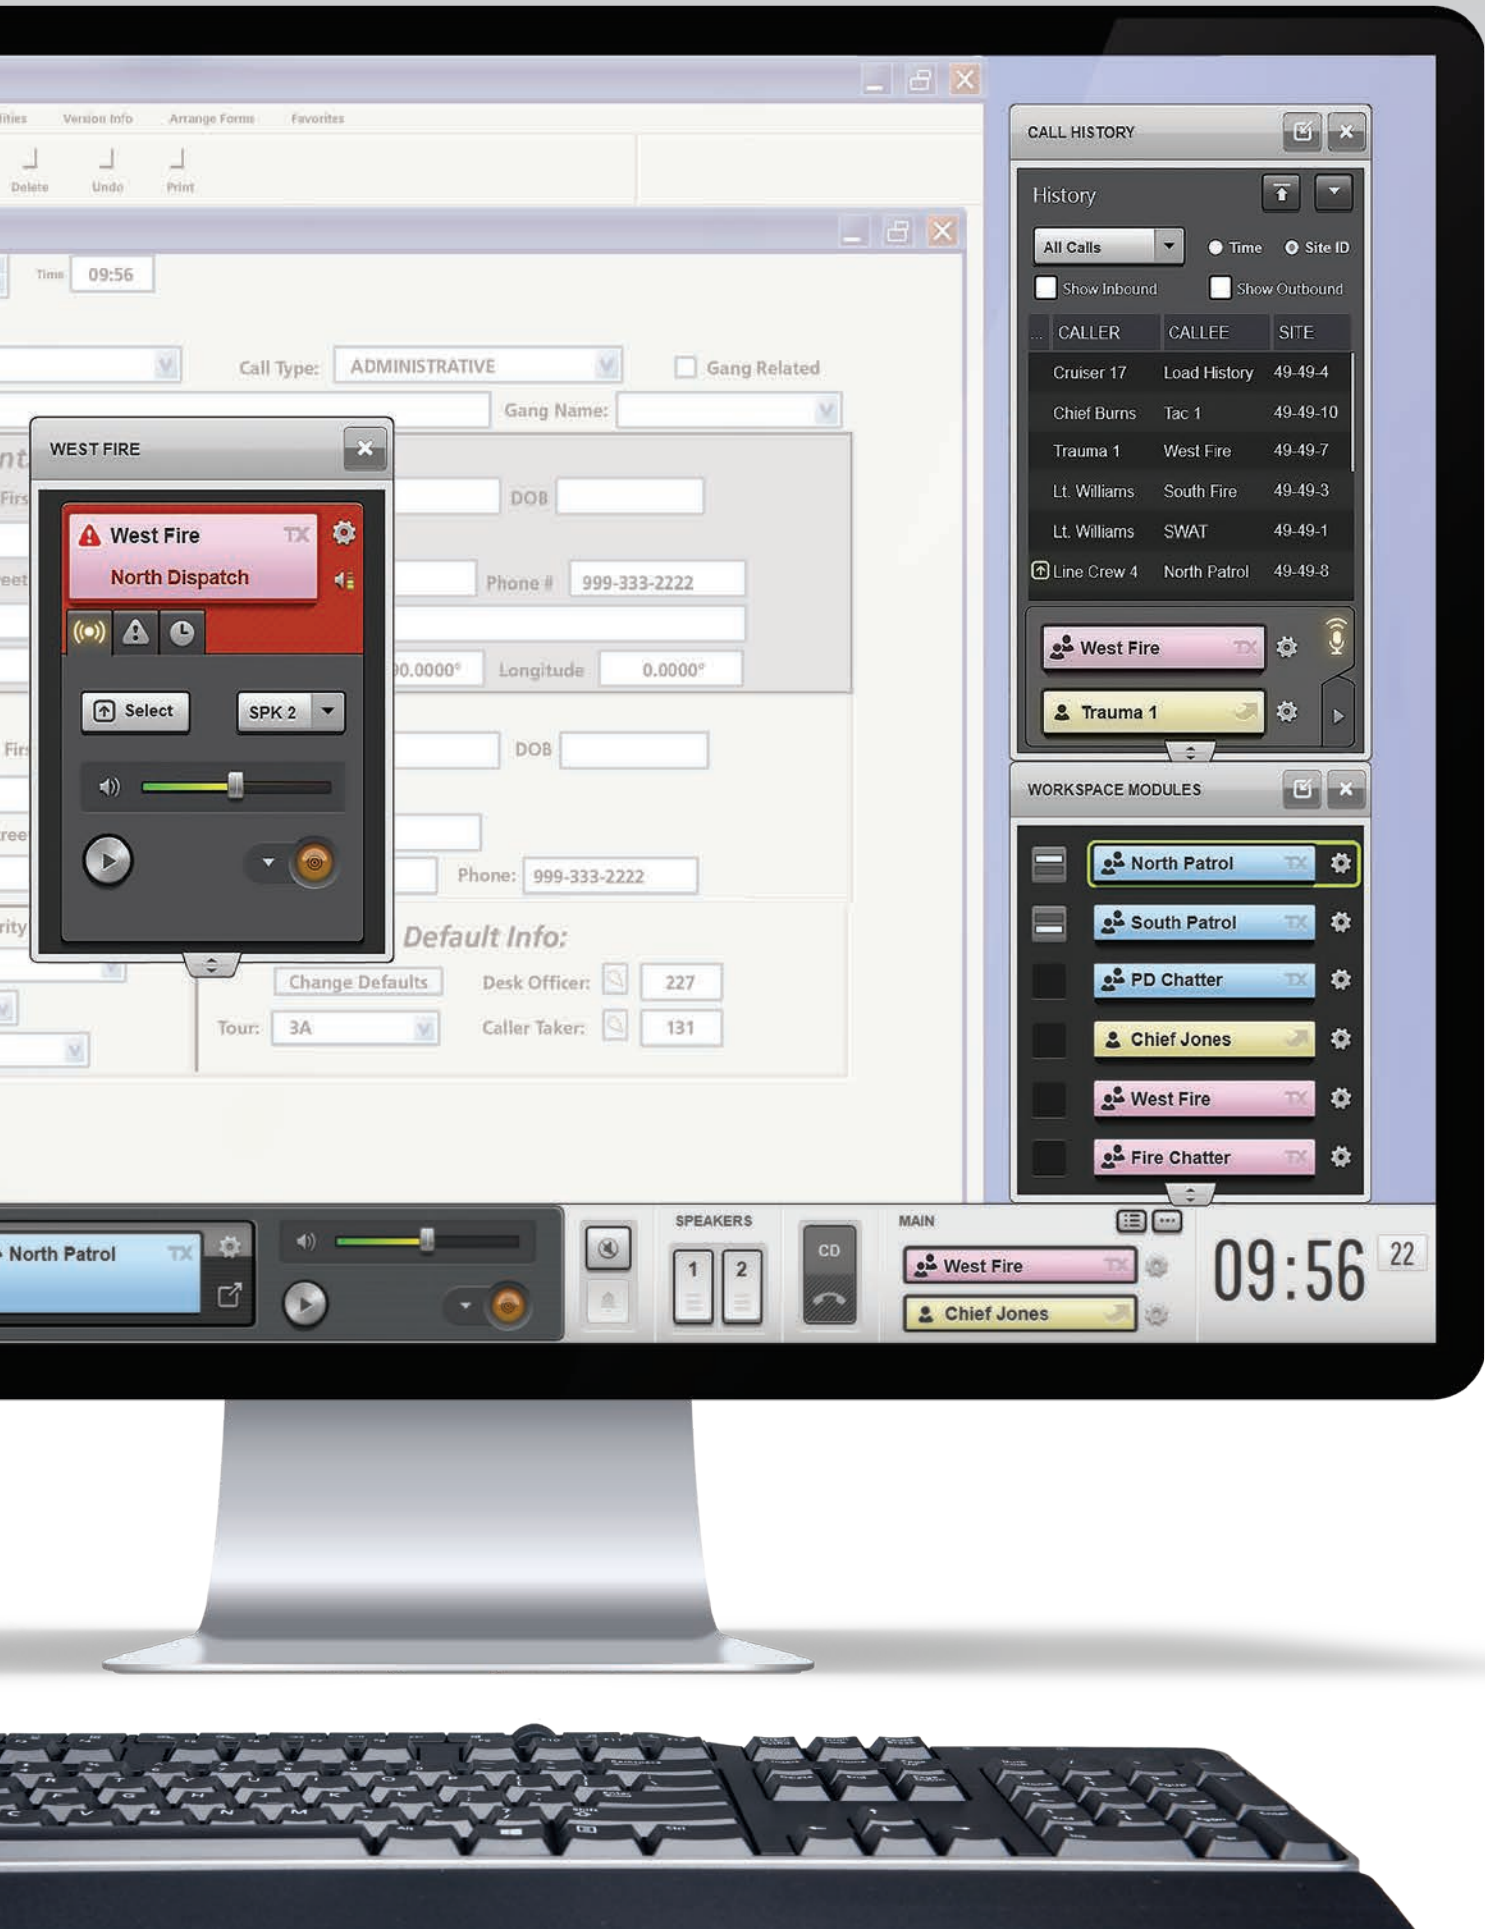 Version Info Arrange Forms Favorites
Delete Undo Print
Time 09:56
Call Type: ADMINISTRATIVE Gang Related
Gang Name:
DOB
Phone # 999-333-2222
Longitude 0.0000°
DOB
Phone: 999-333-2222
Default Info:
Change Defaults Desk Officer: 227
Tour: 3A Caller Taker: 131
WEST FIRE
West Fire TX
North Dispatch
Select SPK 2
CALL HISTORY
History
All Calls Time Site ID
Show Inbound Show Outbound
... CALLER CALLEE SITE
Cruiser 17 Load History 49-49-4
Chief Burns Tac 1 49-49-10
Trauma 1 West Fire 49-49-7
Lt. Williams South Fire 49-49-3
Lt. Williams SWAT 49-49-1
Line Crew 4 North Patrol 49-49-8
West Fire TX
Trauma 1
WORKSPACE MODULES
North Patrol TX
South Patrol TX
PD Chatter TX
Chief Jones
West Fire TX
Fire Chatter TX
North Patrol TX
SPEAKERS
1 2
CD
MAIN
West Fire TX
Chief Jones
09:56 22